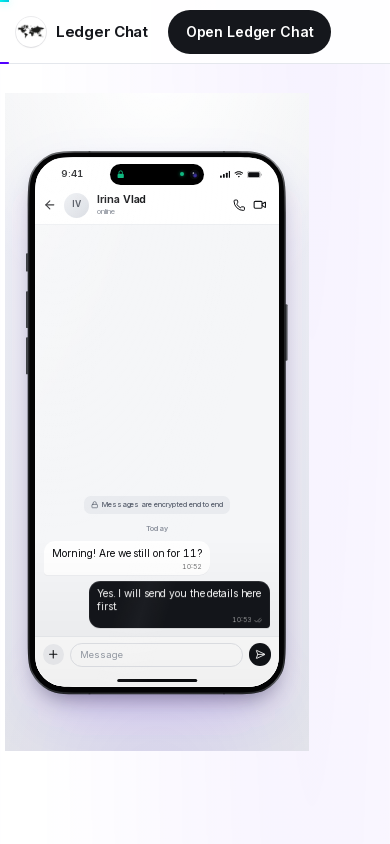 Ledger Chat
Open Ledger Chat
9:41
IV
Irina Vlad
online
Messages are encrypted end to end
Today
Morning! Are we still on for 11?
10:52
Yes. I will send you the details here
first
10:53
Message